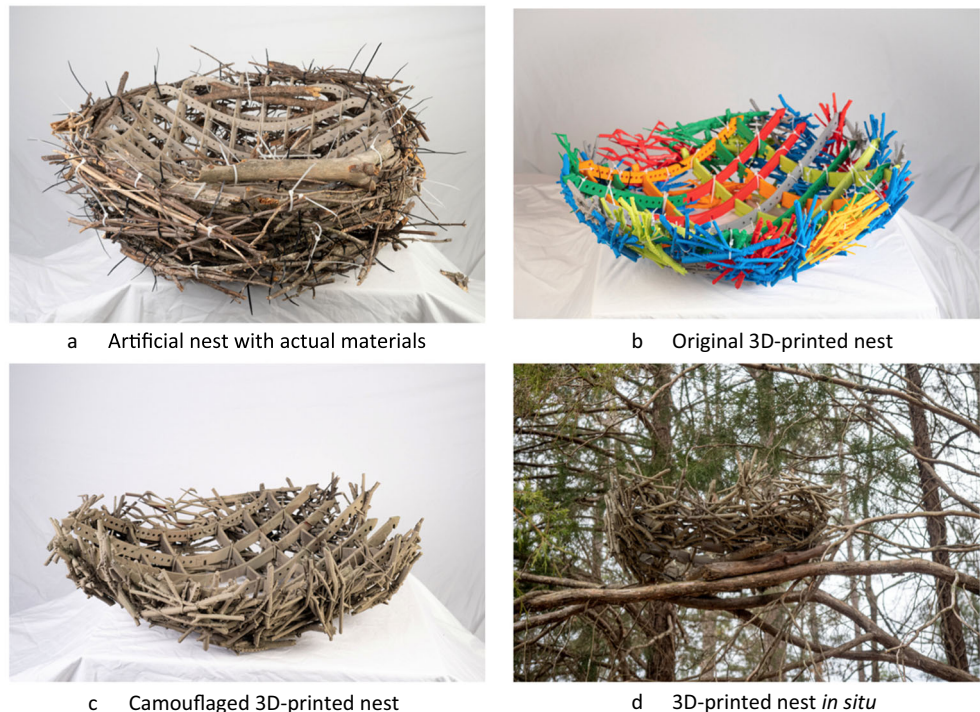 a Artificial nest with actual materials
b Original 3D-printed nest
c Camouflaged 3D-printed nest
d 3D-printed nest in situ